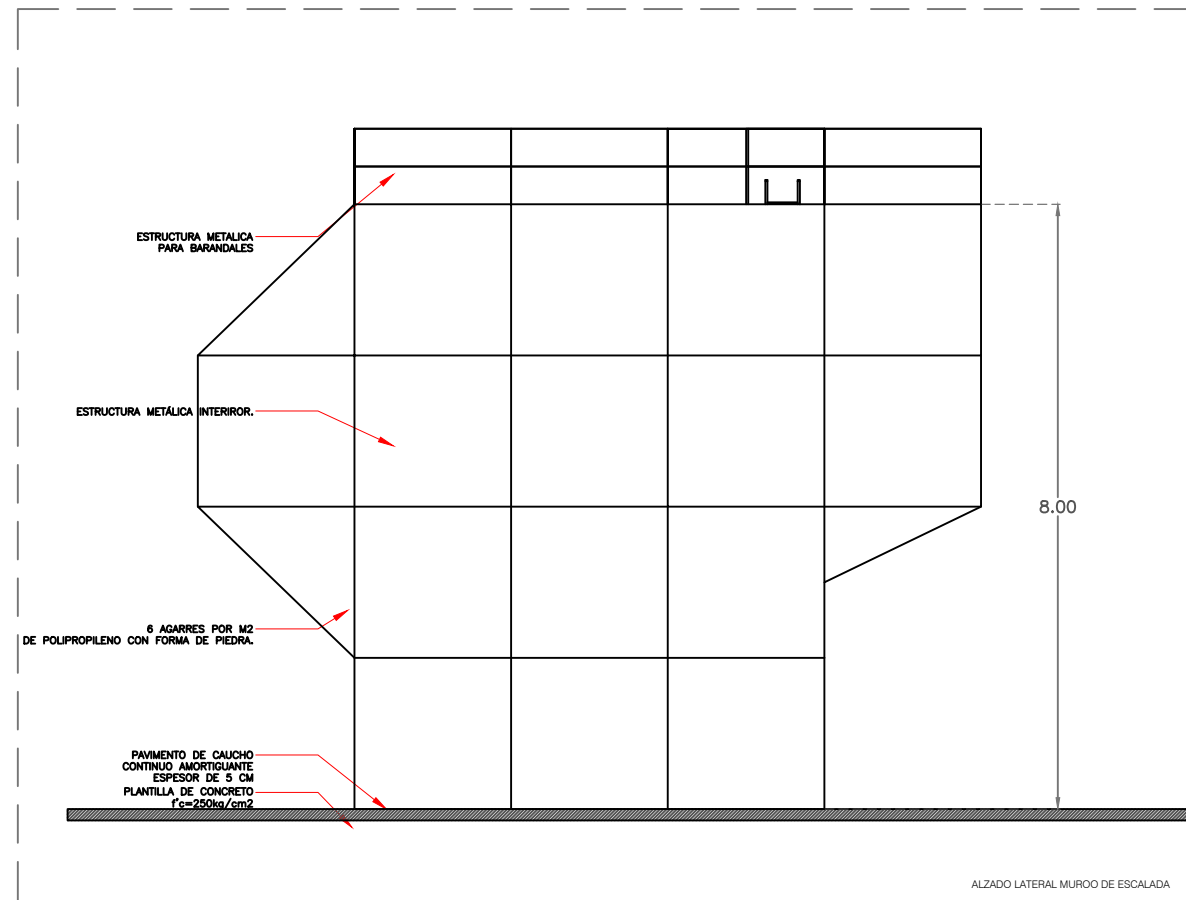 ESTRUCTURA METALICA
PARA BARANDALES
ESTRUCTURA METÁLICA INTERIROR.
8.00
6 AGARRES POR M2
DE POLIPROPILENO CON FORMA DE PIEDRA.
PAVIMENTO DE CAUCHO
CONTINUO AMORTIGUANTE
ESPESOR DE 5 CM
PLANTILLA DE CONCRETO
f'c=250kg/cm2
ALZADO LATERAL MUROO DE ESCALADA